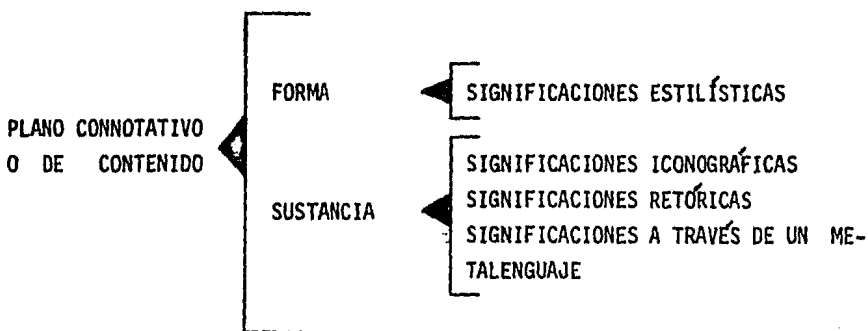 PLANO CONNOTATIVO
O DE CONTENIDO
FORMA
SIGNIFICACIONES ESTILÍSTICAS
SUSTANCIA
SIGNIFICACIONES ICONOGRÁFICAS
SIGNIFICACIONES RETÓRICAS
SIGNIFICACIONES A TRAVÉS DE UN ME-
TALENGUAJE